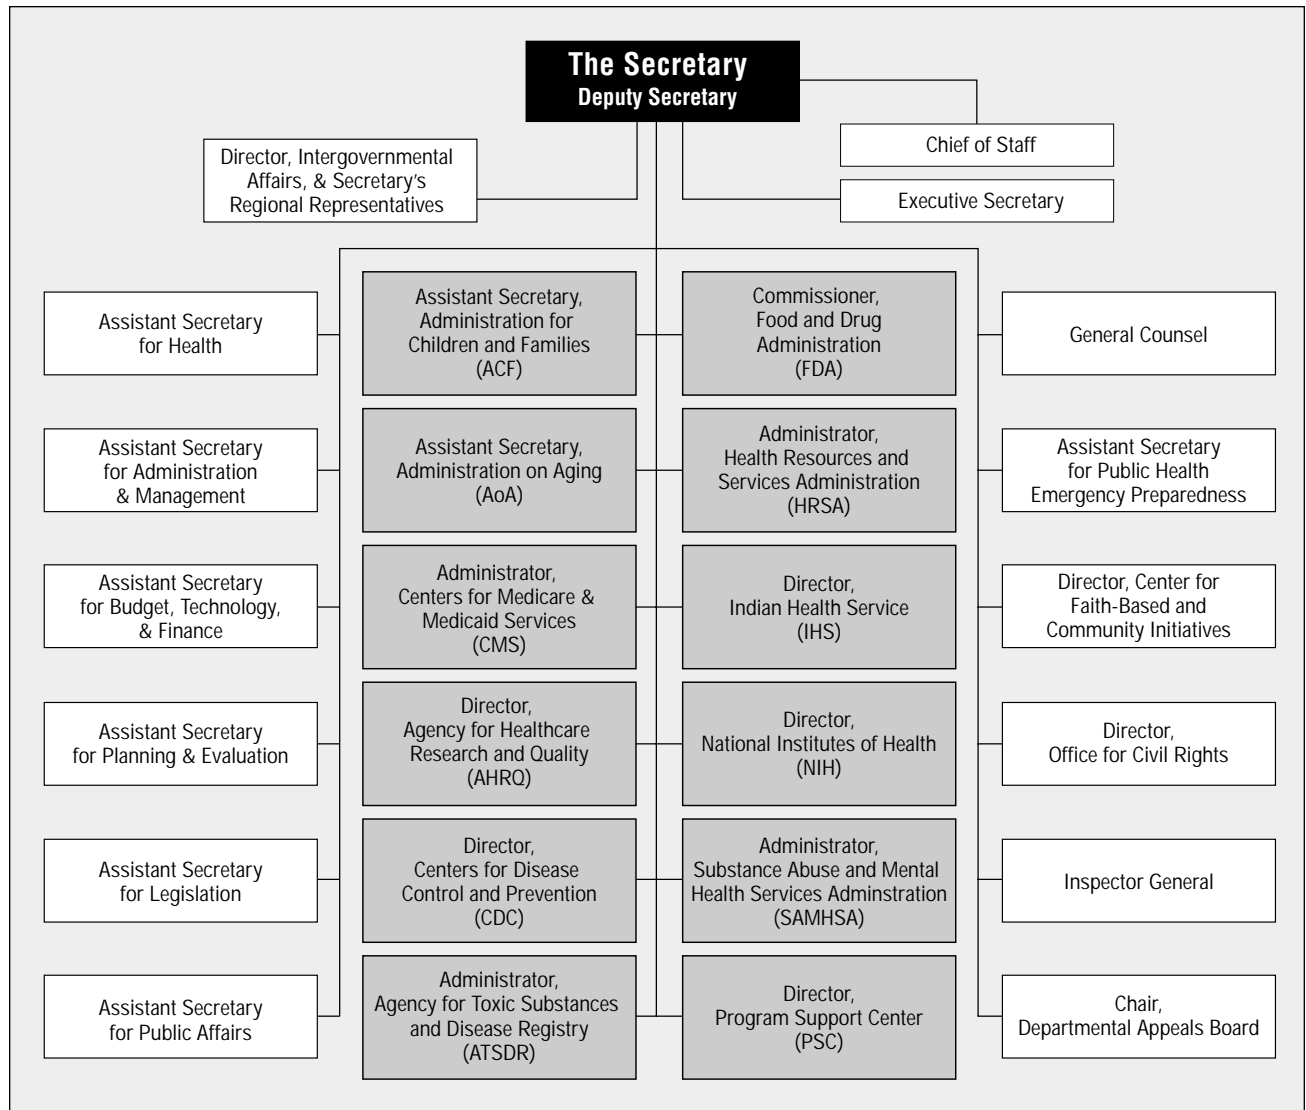 The Secretary
Deputy Secretary
Chief of Staff
Director, Intergovernmental
Affairs, & Secretary's
Regional Representatives
Executive Secretary
Assistant Secretary
for Health
Assistant Secretary,
Administration for
Children and Families
(ACF)
Commissioner,
Food and Drug
Administration
(FDA)
General Counsel
Assistant Secretary
for Administration
& Management
Assistant Secretary,
Administration on Aging
(AoA)
Administrator,
Health Resources and
Services Administration
(HRSA)
Assistant Secretary
for Public Health
Emergency Preparedness
Assistant Secretary
for Budget, Technology,
& Finance
Administrator,
Centers for Medicare &
Medicaid Services
(CMS)
Director,
Indian Health Service
(IHS)
Director, Center for
Faith-Based and
Community Initiatives
Assistant Secretary
for Planning & Evaluation
Director,
Agency for Healthcare
Research and Quality
(AHRQ)
Director,
National Institutes of Health
(NIH)
Director,
Office for Civil Rights
Assistant Secretary
for Legislation
Director,
Centers for Disease
Control and Prevention
(CDC)
Administrator,
Substance Abuse and Mental
Health Services Adminstration
(SAMHSA)
Inspector General
Assistant Secretary
for Public Affairs
Administrator,
Agency for Toxic Substances
and Disease Registry
(ATSDR)
Director,
Program Support Center
(PSC)
Chair,
Departmental Appeals Board